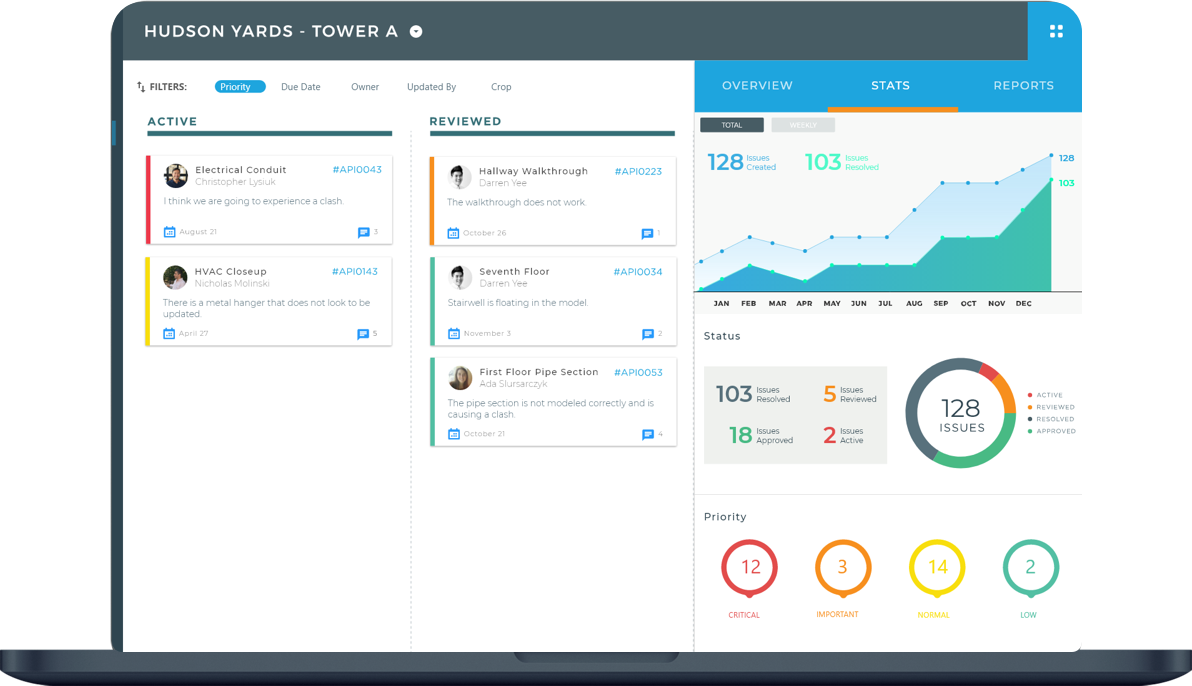 HUDSON YARDS - TOWER A
FILTERS: Priority Due Date Owner Updated By Crop
ACTIVE
Electrical Conduit #API0043
Christopher Lysiuk
I think we are going to experience a clash.
August 21 3
HVAC Closeup #API0143
Nicholas Molinski
There is a metal hanger that does not look to be
updated.
April 27 5
REVIEWED
Hallway Walkthrough #API0223
Darren Yee
The walkthrough does not work.
October 26 1
Seventh Floor #API0034
Darren Yee
Stairwell is floating in the model.
November 3 2
First Floor Pipe Section #API0053
Ada Slursarczyk
The pipe section is not modeled correctly and is
causing a clash.
October 21 4
OVERVIEW STATS REPORTS
TOTAL WEEKLY
128 Issues Created
103 Issues Resolved
128
103
JAN FEB MAR APR MAY JUN JUL AUG SEP OCT NOV DEC
Status
103 Issues Resolved
5 Issues Reviewed
18 Issues Approved
2 Issues Active
128
ISSUES
ACTIVE
REVIEWED
RESOLVED
APPROVED
Priority
12 3 14 2
CRITICAL IMPORTANT NORMAL LOW